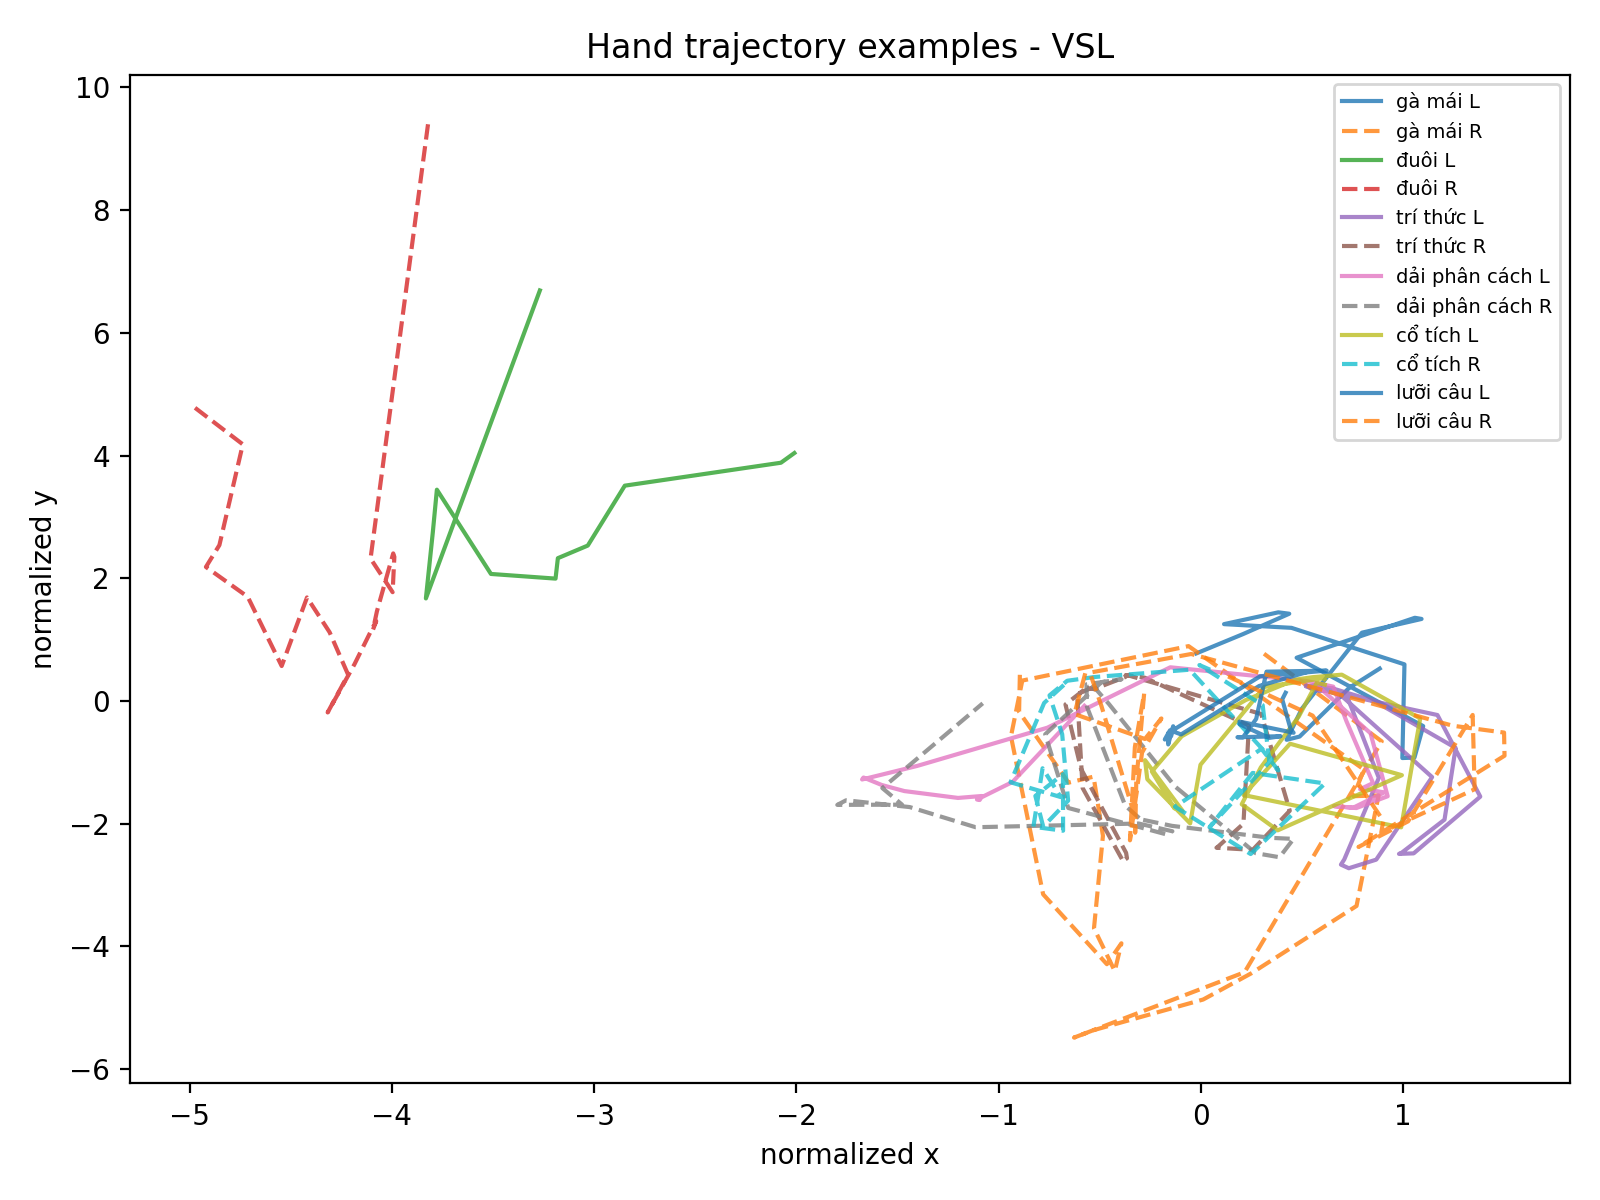 Hand trajectory examples - VSL
10
8
6
4
2
0
−2
−4
−6
normalized y
−5
−4
−3
−2
−1
0
1
normalized x
gà mái L
gà mái R
đuôi L
đuôi R
trí thức L
trí thức R
dải phân cách L
dải phân cách R
cổ tích L
cổ tích R
lưỡi câu L
lưỡi câu R